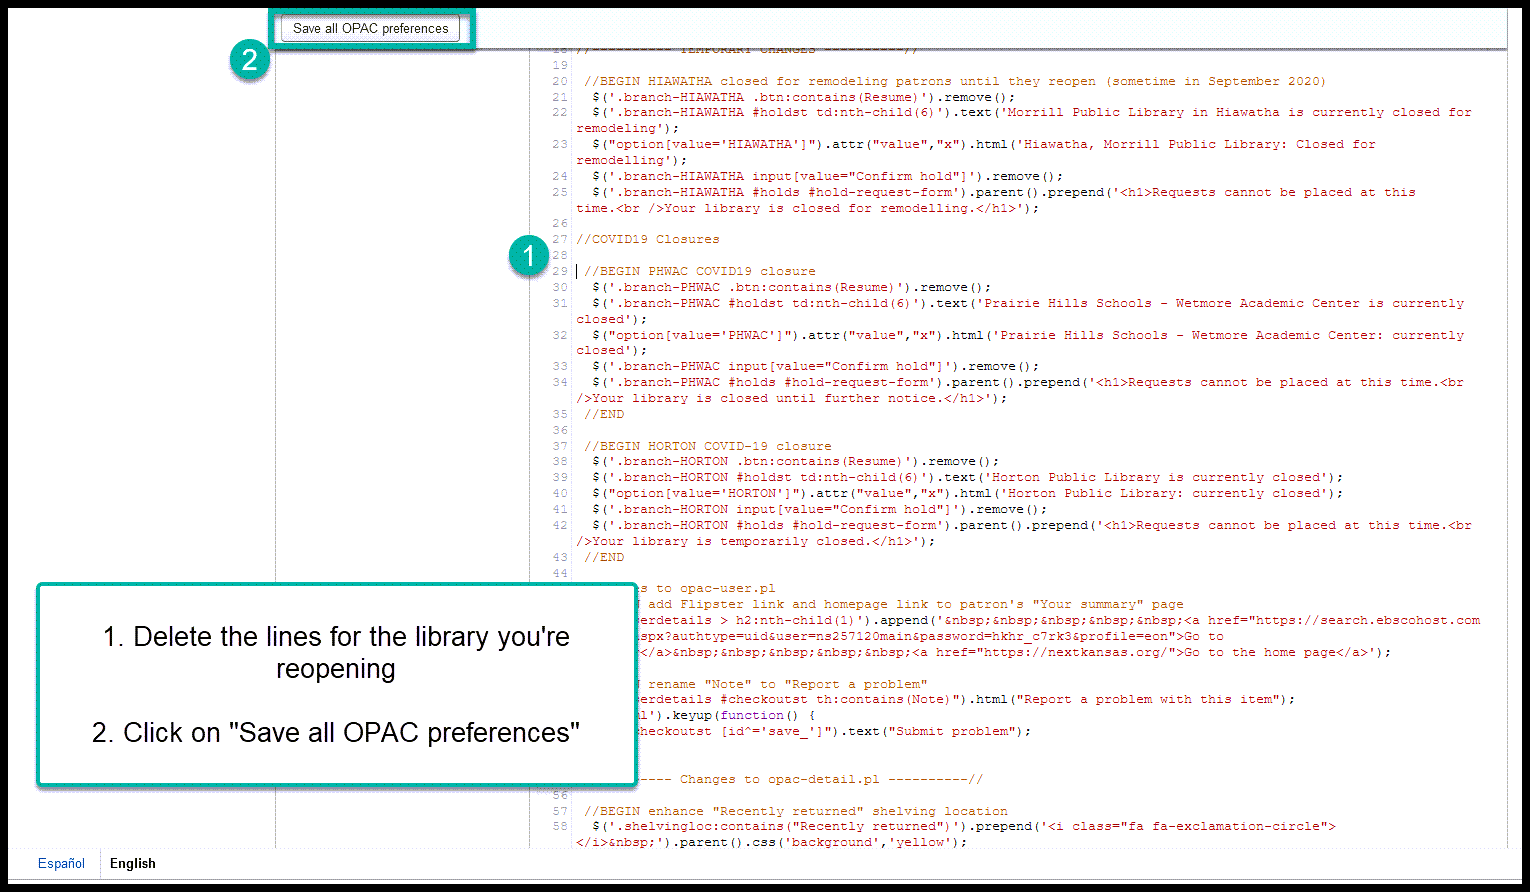 Save all OPAC preferences
2
18 //---------- TEMPORARY CHANGES ----------//
19
20 //BEGIN HIAWATHA closed for remodeling patrons until they reopen (sometime in September 2020)
21 $('.branch-HIAWATHA .btn:contains(Resume)').remove();
22 $('.branch-HIAWATHA #holdst td:nth-child(6)').text('Morrill Public Library in Hiawatha is currently closed for
remodeling');
23 $("option[value='HIAWATHA']").attr("value","x").html('Hiawatha, Morrill Public Library: Closed for
remodelling');
24 $('.branch-HIAWATHA input[value="Confirm hold"]').remove();
25 $('.branch-HIAWATHA #holds #hold-request-form').parent().prepend('<h1>Requests cannot be placed at this
time.<br />Your library is closed for remodelling.</h1>');
26
27 //COVID19 Closures
1
28
29 //BEGIN PHWAC COVID19 closure
30 $('.branch-PHWAC .btn:contains(Resume)').remove();
31 $('.branch-PHWAC #holdst td:nth-child(6)').text('Prairie Hills Schools - Wetmore Academic Center is currently
closed');
32 $("option[value='PHWAC']").attr("value","x").html('Prairie Hills Schools - Wetmore Academic Center: currently
closed');
33 $('.branch-PHWAC input[value="Confirm hold"]').remove();
34 $('.branch-PHWAC #holds #hold-request-form').parent().prepend('<h1>Requests cannot be placed at this time.<br
/>Your library is closed until further notice.</h1>');
35 //END
36
37 //BEGIN HORTON COVID-19 closure
38 $('.branch-HORTON .btn:contains(Resume)').remove();
39 $('.branch-HORTON #holdst td:nth-child(6)').text('Horton Public Library is currently closed');
40 $("option[value='HORTON']").attr("value","x").html('Horton Public Library: currently closed');
41 $('.branch-HORTON input[value="Confirm hold"]').remove();
42 $('.branch-HORTON #holds #hold-request-form').parent().prepend('<h1>Requests cannot be placed at this time.<br
/>Your library is temporarily closed.</h1>');
43 //END
44
es to opac-user.pl
add Flipster link and homepage link to patron's "Your summary" page
erdetails > h2:nth-child(1)').append('&nbsp;&nbsp;&nbsp;&nbsp;&nbsp;<a href="https://search.ebscohost.com
spx?authtype=uid&user=ns257120main&password=hkhr_c7rk3&profile=eon">Go to
</a>&nbsp;&nbsp;&nbsp;&nbsp;&nbsp;<a href="https://nextkansas.org/">Go to the home page</a>');
rename "Note" to "Report a problem"
erdetails #checkoutst th:contains(Note)").html("Report a problem with this item");
ml').keyup(function() {
checkoutst [id^='save_']").text("Submit problem");
---- Changes to opac-detail.pl ----------//
1. Delete the lines for the library you're
reopening
2. Click on "Save all OPAC preferences"
56
57 //BEGIN enhance "Recently returned" shelving location
58 $('.shelvingloc:contains("Recently returned")').prepend('<i class="fa fa-exclamation-circle">
</i>&nbsp;').parent().css('background','yellow');
Español English